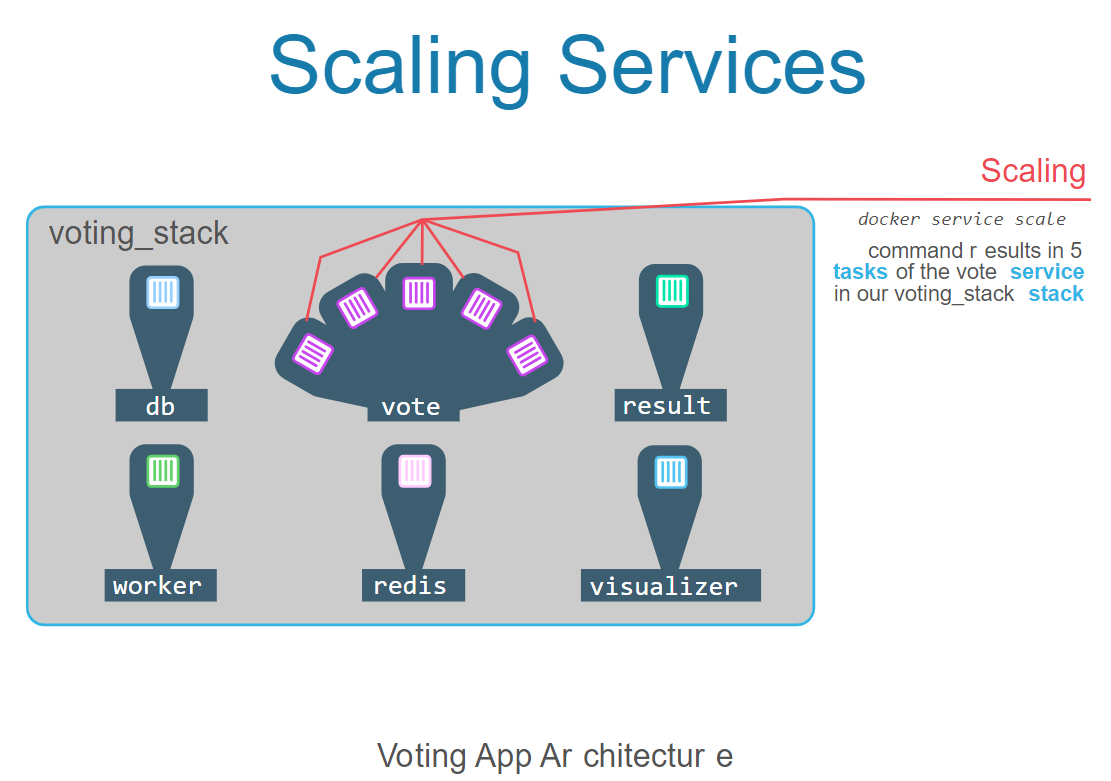 Scaling Services
Scaling
docker service scale
command r esults in 5
tasks of the vote service
in our voting_stack stack
voting_stack
db
vote
result
worker
redis
visualizer
Voting App Ar chitectur e